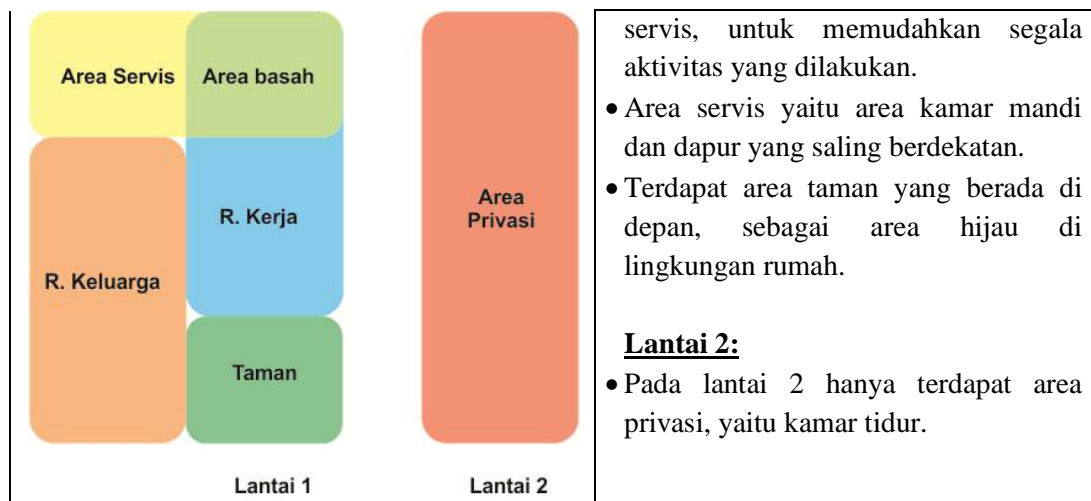 Area Servis
Area basah
R. Kerja
R. Keluarga
Taman
Area
Privasi
Lantai 1
Lantai 2
servis, untuk memudahkan segala
aktivitas yang dilakukan.
• Area servis yaitu area kamar mandi
dan dapur yang saling berdekatan.
• Terdapat area taman yang berada di
depan, sebagai area hijau di
lingkungan rumah.
Lantai 2:
• Pada lantai 2 hanya terdapat area
privasi, yaitu kamar tidur.